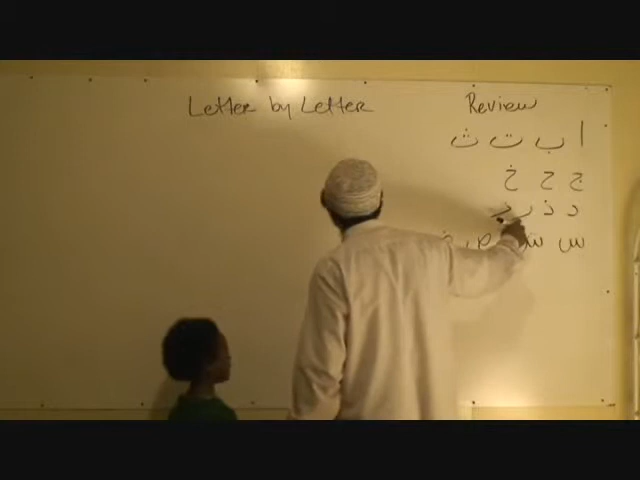 Letter by Letter
Review
ا ب ت ث
ج ح خ
د ذ ر ز
س ش ص